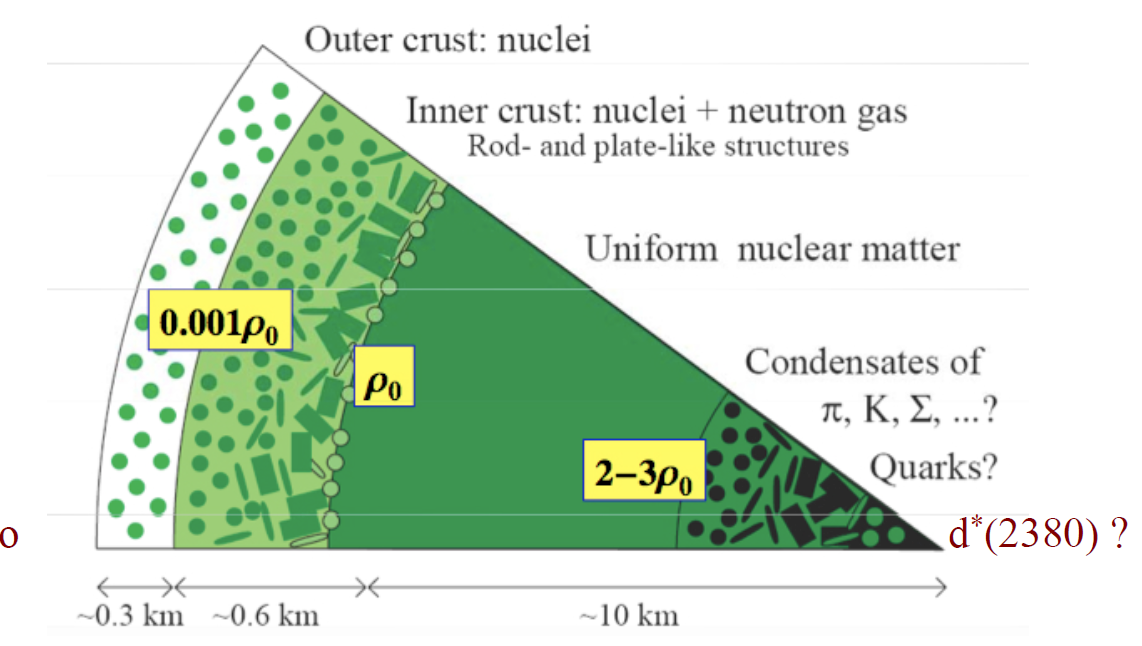 Outer crust: nuclei
Inner crust: nuclei + neutron gas
Rod- and plate-like structures
Uniform nuclear matter
0.001ρ₀
ρ₀
Condensates of
π, K, Σ, ...?
2–3ρ₀
Quarks?
o
d*(2380) ?
~0.3 km
~0.6 km
~10 km